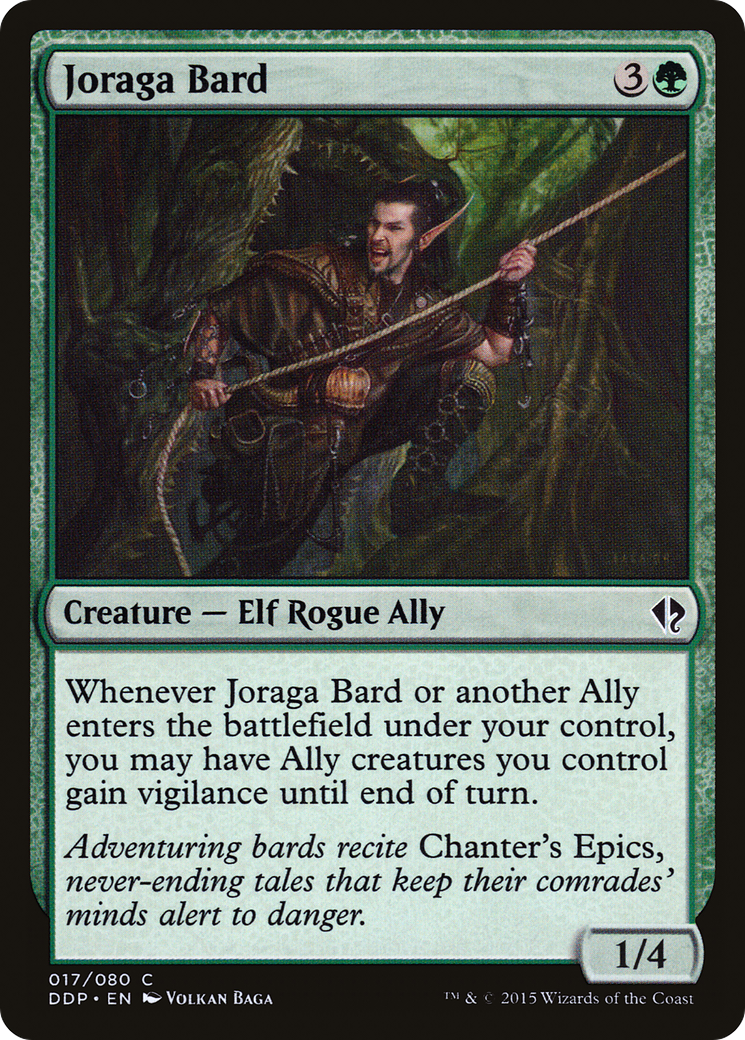 Joraga Bard 3
Creature — Elf Rogue Ally
Whenever Joraga Bard or another Ally
enters the battlefield under your control,
you may have Ally creatures you control
gain vigilance until end of turn.
Adventuring bards recite Chanter's Epics,
never-ending tales that keep their comrades'
minds alert to danger.
1/4
017/080 C
DDP • EN Volkan Baga
™ & © 2015 Wizards of the Coast